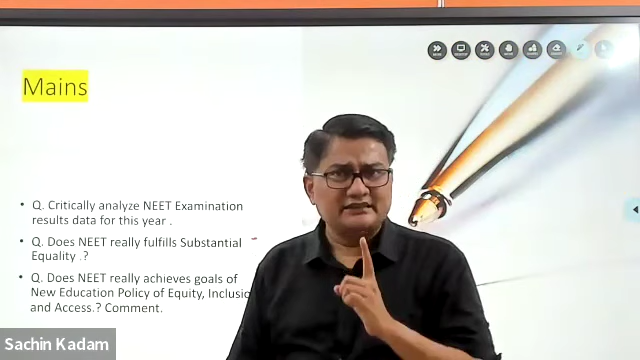 Mains
• Q. Critically analyze NEET Examination
results data for this year .
• Q. Does NEET really fulfills Substantial
Equality .?
• Q. Does NEET really achieves goals of
New Education Policy of Equity, Inclusio
and Access.? Comment.
Sachin Kadam